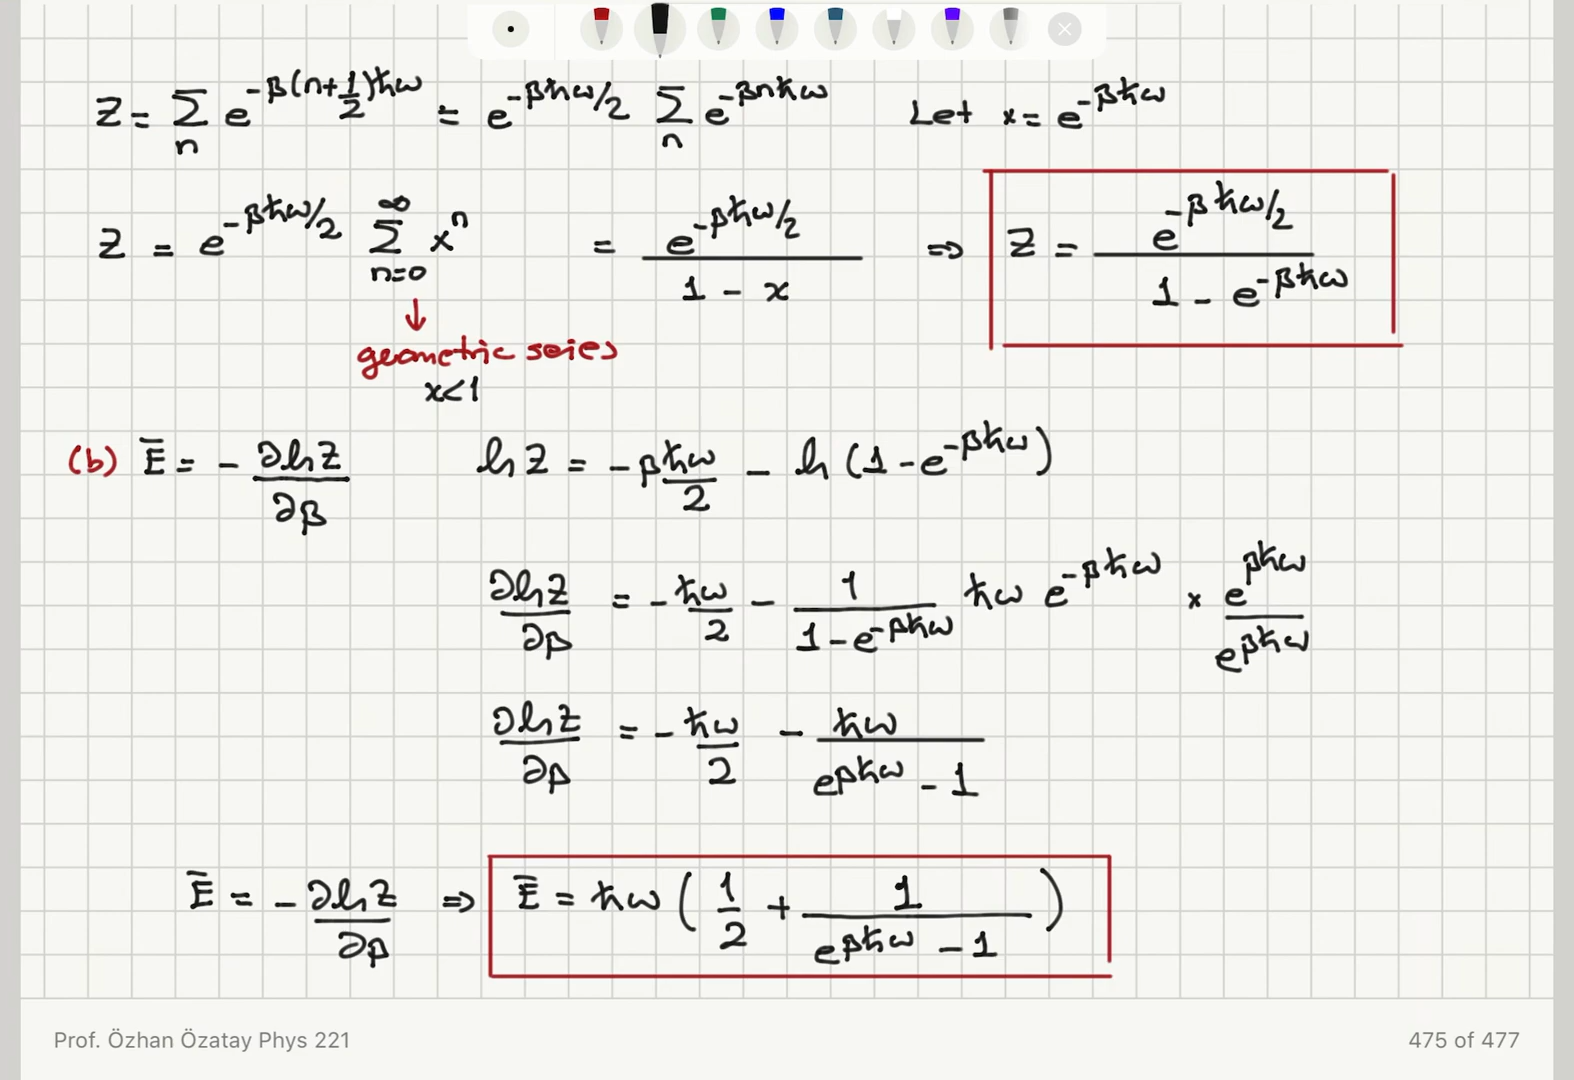 Z = Σ_n e^{-β(n+1/2)ħω} = e^{-βħω/2} Σ_n e^{-βnħω} Let x = e^{-βħω}
Z = e^{-βħω/2} Σ_{n=0}^{∞} x^n = e^{-βħω/2} / (1 - x) ⇒ Z = e^{-βħω/2} / (1 - e^{-βħω})
↓
geometric seies
x<1
(b) Ē = - ∂lnZ/∂β lnZ = -βħω/2 - ln (1 - e^{-βħω})
∂lnZ/∂β = - ħω/2 - 1/(1 - e^{-βħω}) ħω e^{-βħω} × e^{βħω}/e^{βħω}
∂lnZ/∂β = - ħω/2 - ħω/(e^{βħω} - 1)
Ē = - ∂lnZ/∂β ⇒ Ē = ħω ( 1/2 + 1/(e^{βħω} - 1) )
Prof. Özhan Özatay Phys 221 475 of 477